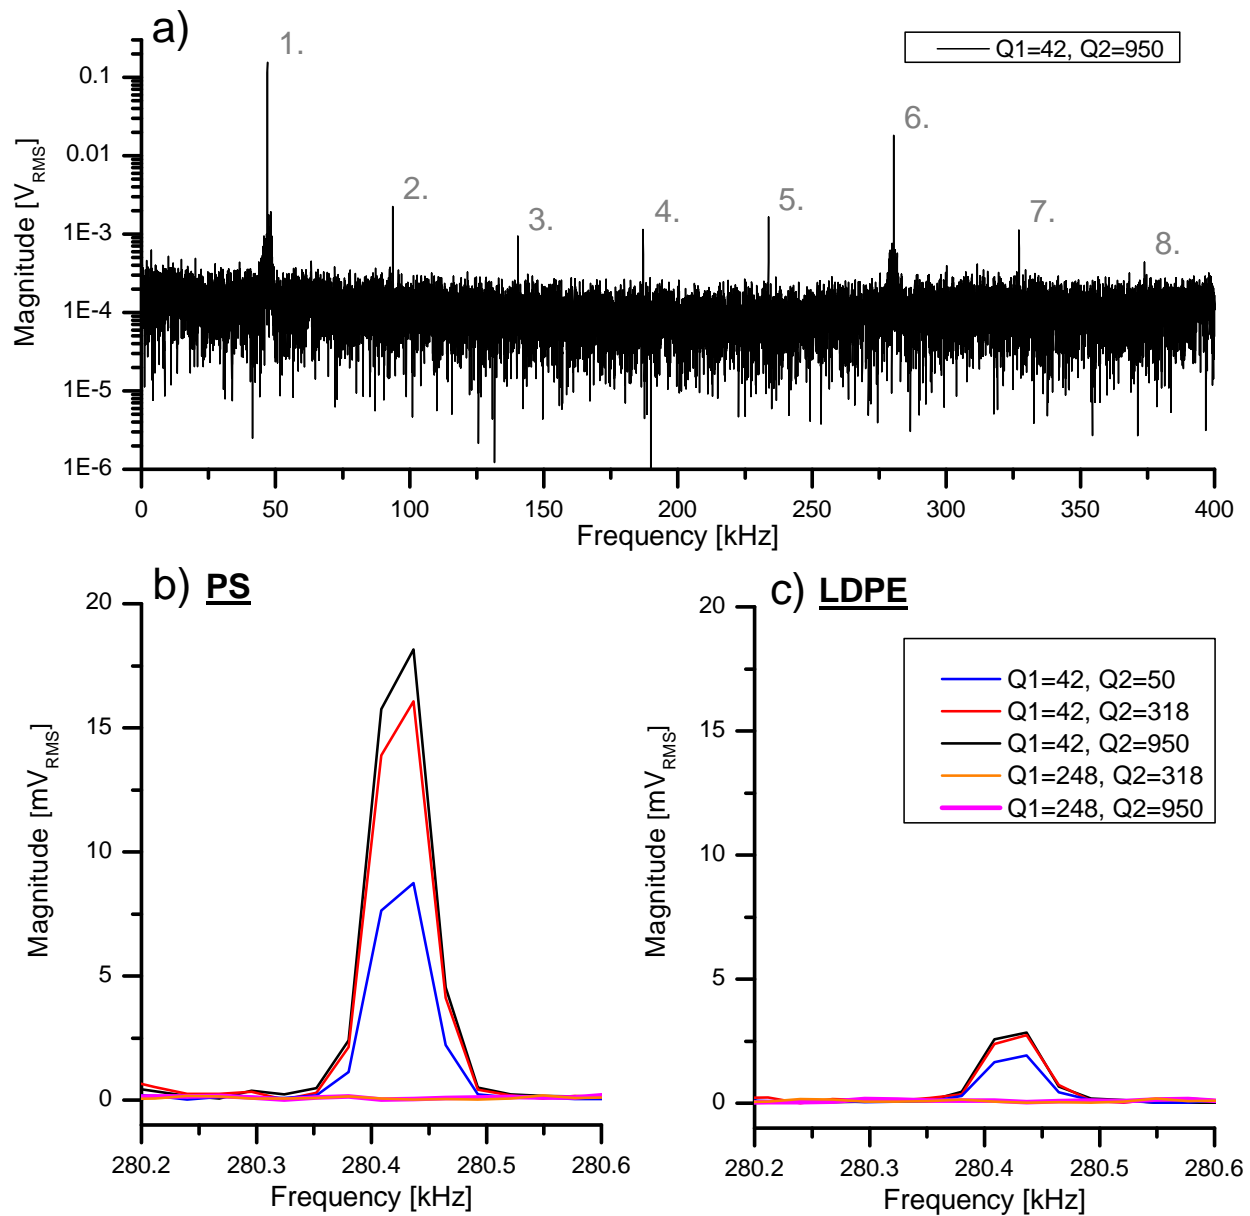 a)
Q1=42, Q2=950
1.
2.
3.
4.
5.
6.
7.
8.
Magnitude [V_RMS]
0.1
0.01
1E-3
1E-4
1E-5
1E-6
0 50 100 150 200 250 300 350 400
Frequency [kHz]
b) PS
Magnitude [mV_RMS]
20
15
10
5
0
280.2 280.3 280.4 280.5 280.6
Frequency [kHz]
c) LDPE
Q1=42, Q2=50
Q1=42, Q2=318
Q1=42, Q2=950
Q1=248, Q2=318
Q1=248, Q2=950
Magnitude [mV_RMS]
20
15
10
5
0
280.2 280.3 280.4 280.5 280.6
Frequency [kHz]